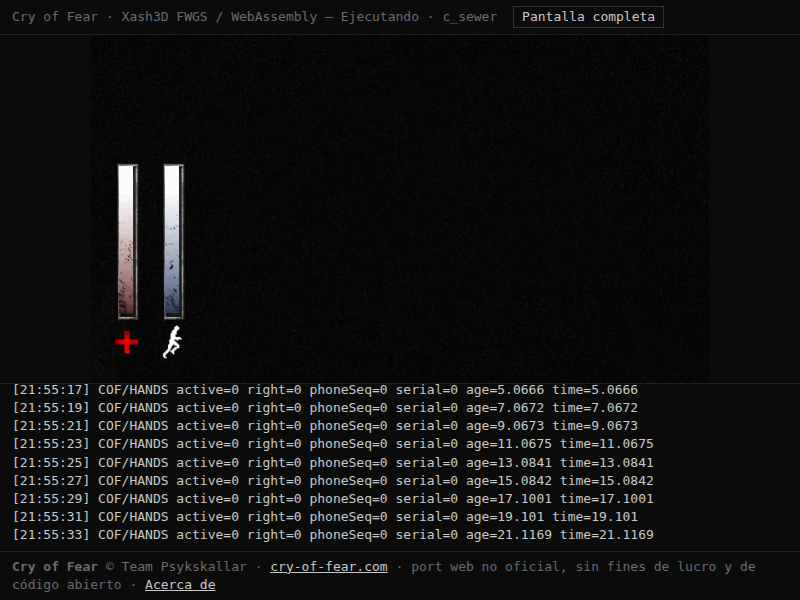 Cry of Fear · Xash3D FWGS / WebAssembly — Ejecutando · c_sewer Pantalla completa
[21:55:17] COF/HANDS active=0 right=0 phoneSeq=0 serial=0 age=5.0666 time=5.0666
[21:55:19] COF/HANDS active=0 right=0 phoneSeq=0 serial=0 age=7.0672 time=7.0672
[21:55:21] COF/HANDS active=0 right=0 phoneSeq=0 serial=0 age=9.0673 time=9.0673
[21:55:23] COF/HANDS active=0 right=0 phoneSeq=0 serial=0 age=11.0675 time=11.0675
[21:55:25] COF/HANDS active=0 right=0 phoneSeq=0 serial=0 age=13.0841 time=13.0841
[21:55:27] COF/HANDS active=0 right=0 phoneSeq=0 serial=0 age=15.0842 time=15.0842
[21:55:29] COF/HANDS active=0 right=0 phoneSeq=0 serial=0 age=17.1001 time=17.1001
[21:55:31] COF/HANDS active=0 right=0 phoneSeq=0 serial=0 age=19.101 time=19.101
[21:55:33] COF/HANDS active=0 right=0 phoneSeq=0 serial=0 age=21.1169 time=21.1169
Cry of Fear © Team Psykskallar · cry-of-fear.com · port web no oficial, sin fines de lucro y de
código abierto · Acerca de